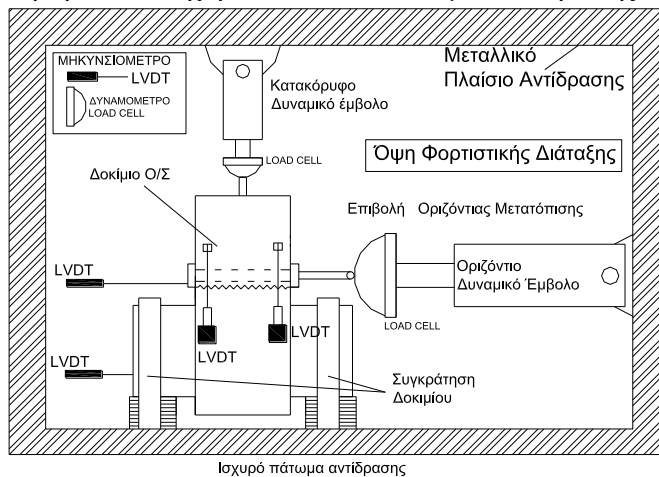 ΜΗΚΥΝΣΙΟΜΕΤΡΟ
LVDT
ΔΥΝΑΜΟΜΕΤΡΟ
LOAD CELL
Κατακόρυφο
Δυναμικό έμβολο
Μεταλλικό
Πλαίσιο Αντίδρασης
LOAD CELL
Όψη Φορτιστικής Διάταξης
Δοκίμιο Ο/Σ
Επιβολή Οριζόντιας Μετατόπισης
LVDT
Οριζόντιο
Δυναμικό Έμβολο
LOAD CELL
LVDT
LVDT
LVDT
Συγκράτηση
Δοκιμίου
Ισχυρό πάτωμα αντίδρασης